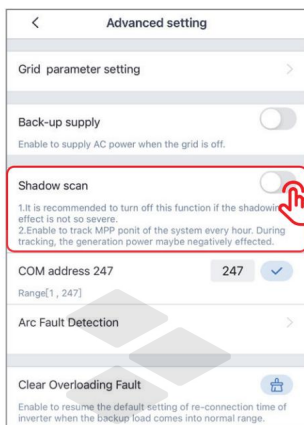 Advanced setting
Grid parameter setting
Back-up supply
Enable to supply AC power when the grid is off.
Shadow scan
1.It is recommended to turn off this function if the shadowing
effect is not so severe.
2.Enable to track MPP ponit of the system every hour. During
tracking, the generation power maybe negatively effected.
COM address 247
247
Range[1 , 247]
Arc Fault Detection
Clear Overloading Fault
Enable to resume the default setting of re-connection time of
inverter when the backup load comes into normal range.